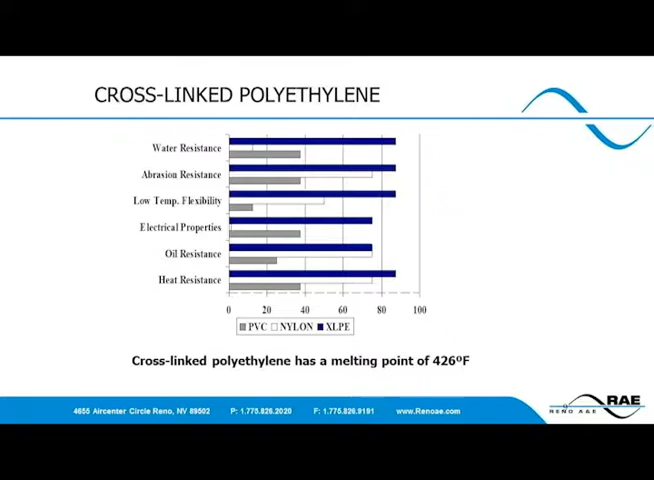 CROSS-LINKED POLYETHYLENE
Water Resistance
Abrasion Resistance
Low Temp. Flexibility
Electrical Properties
Oil Resistance
Heat Resistance
0 20 40 60 80 100
PVC NYLON XLPE
Cross-linked polyethylene has a melting point of 426ºF
4655 Aircenter Circle Reno, NV 89502 P: 1.775.826.2020 F: 1.775.826.9191 www.Renoae.com
RAE
RENO A&E